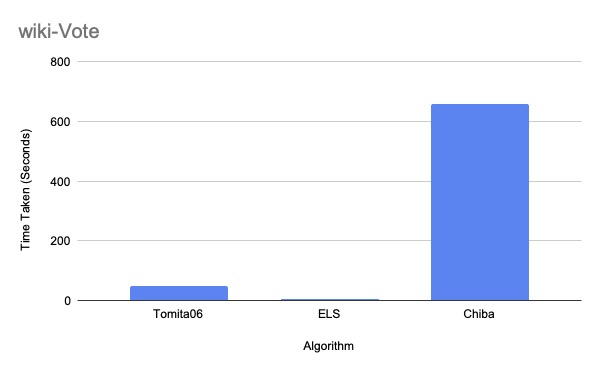 wiki-Vote
800
600
400
200
0
Time Taken (Seconds)
Tomita06 ELS Chiba
Algorithm